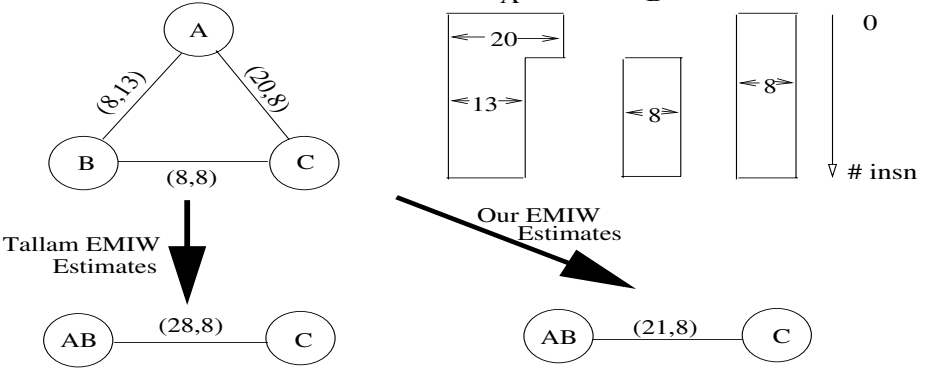 A
(8,13)
(20,8)
B
C
(8,8)
20
13
8
8
0
# insn
Tallam EMIW
Estimates
Our EMIW
Estimates
AB
(28,8)
C
AB
(21,8)
C